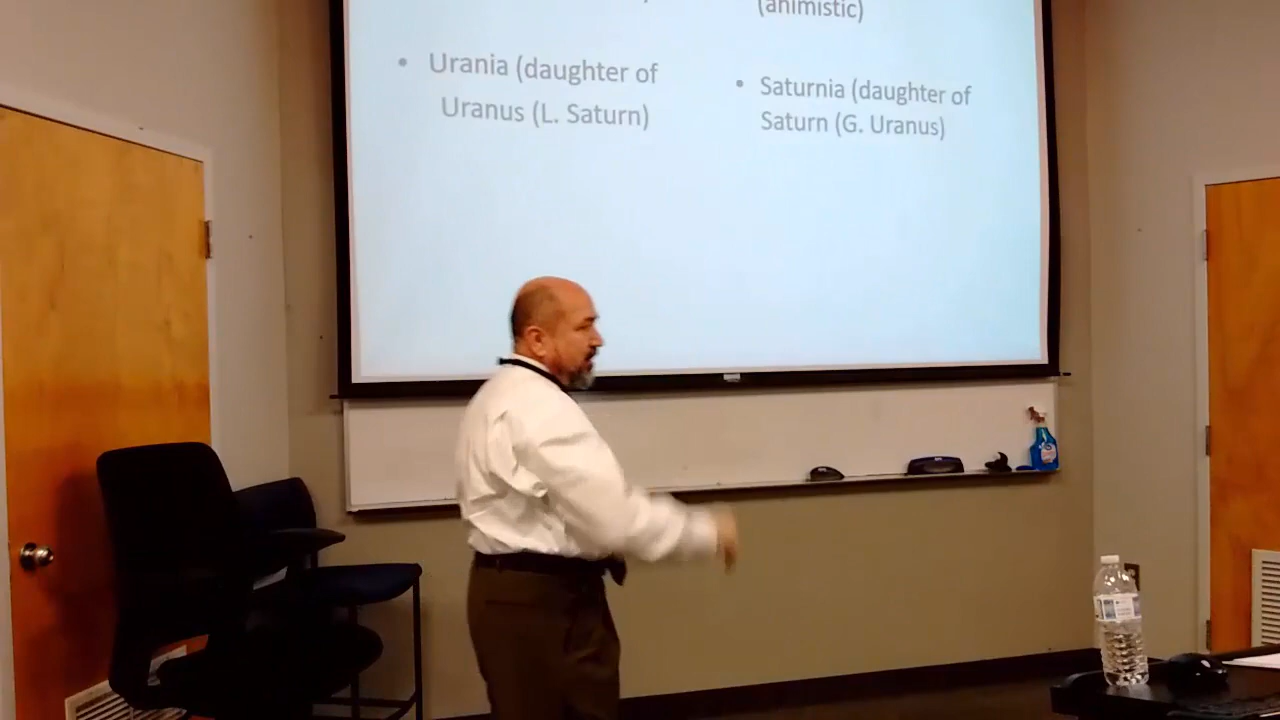 (animistic)
• Urania (daughter of
Uranus (L. Saturn)
• Saturnia (daughter of
Saturn (G. Uranus)